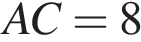 AC = 8